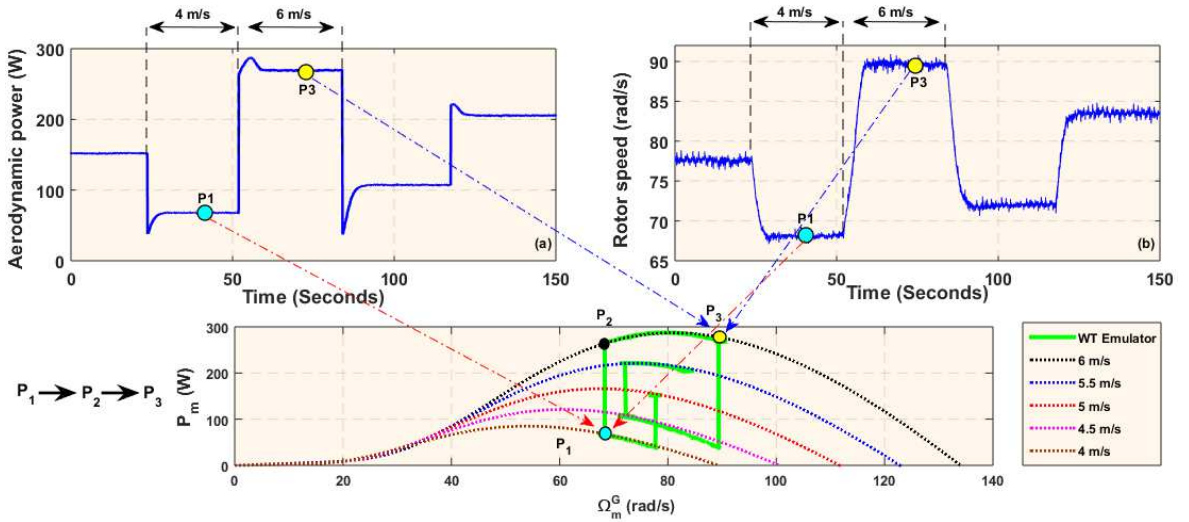 4 m/s
6 m/s
300
200
100
0
Aerodynamic power (W)
P3
P1
(a)
0
50
100
150
Time (Seconds)
4 m/s
6 m/s
90
85
80
75
70
65
Rotor speed (rad/s)
P3
P1
(b)
0
50
100
150
Time (Seconds)
P1 → P2 → P3
300
200
100
0
Pm (W)
P2
P3
P1
0
20
40
60
80
100
120
140
ΩmG (rad/s)
WT Emulator
6 m/s
5.5 m/s
5 m/s
4.5 m/s
4 m/s